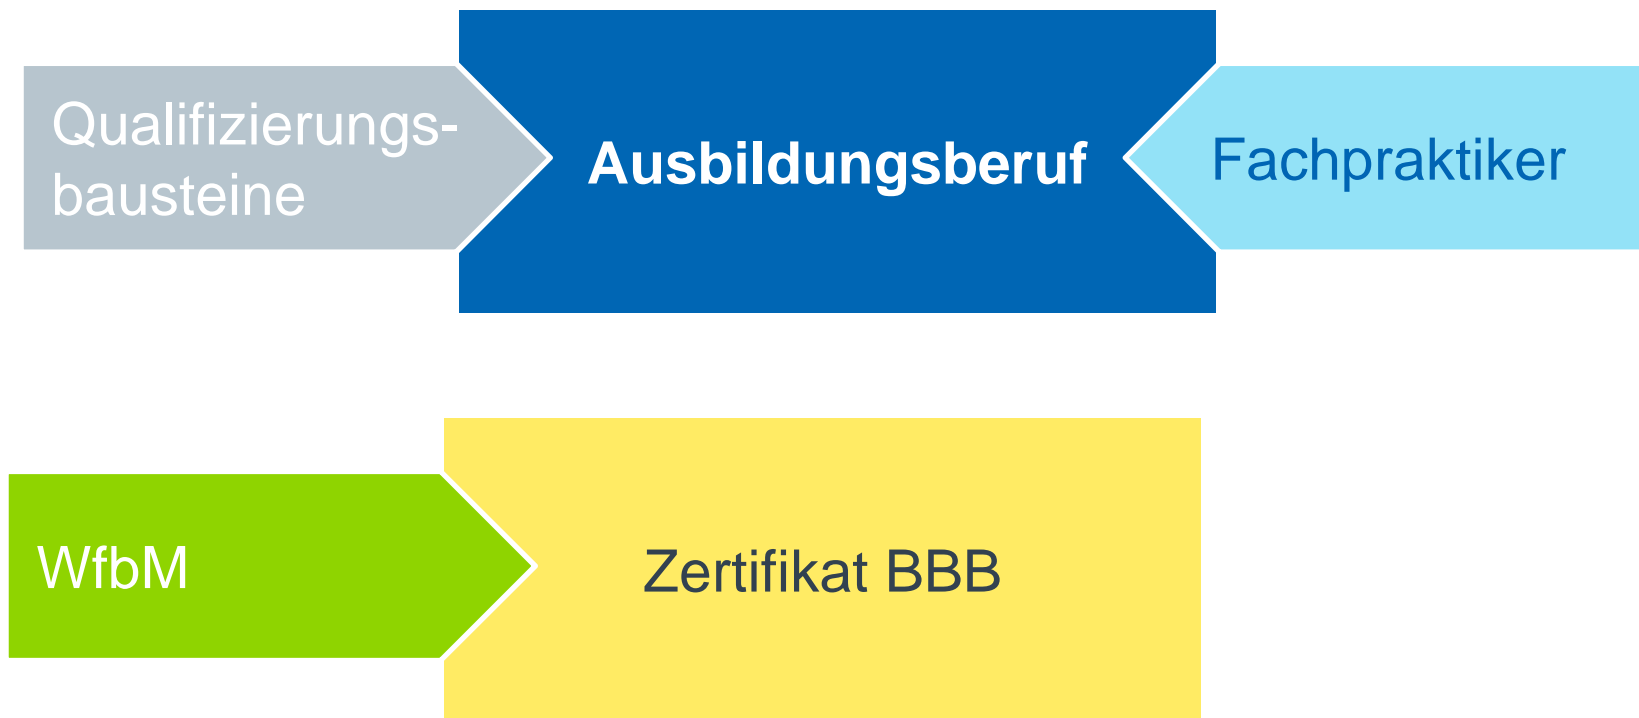 Qualifizierungs-
bausteine
Ausbildungsberuf
Fachpraktiker
WfbM
Zertifikat BBB